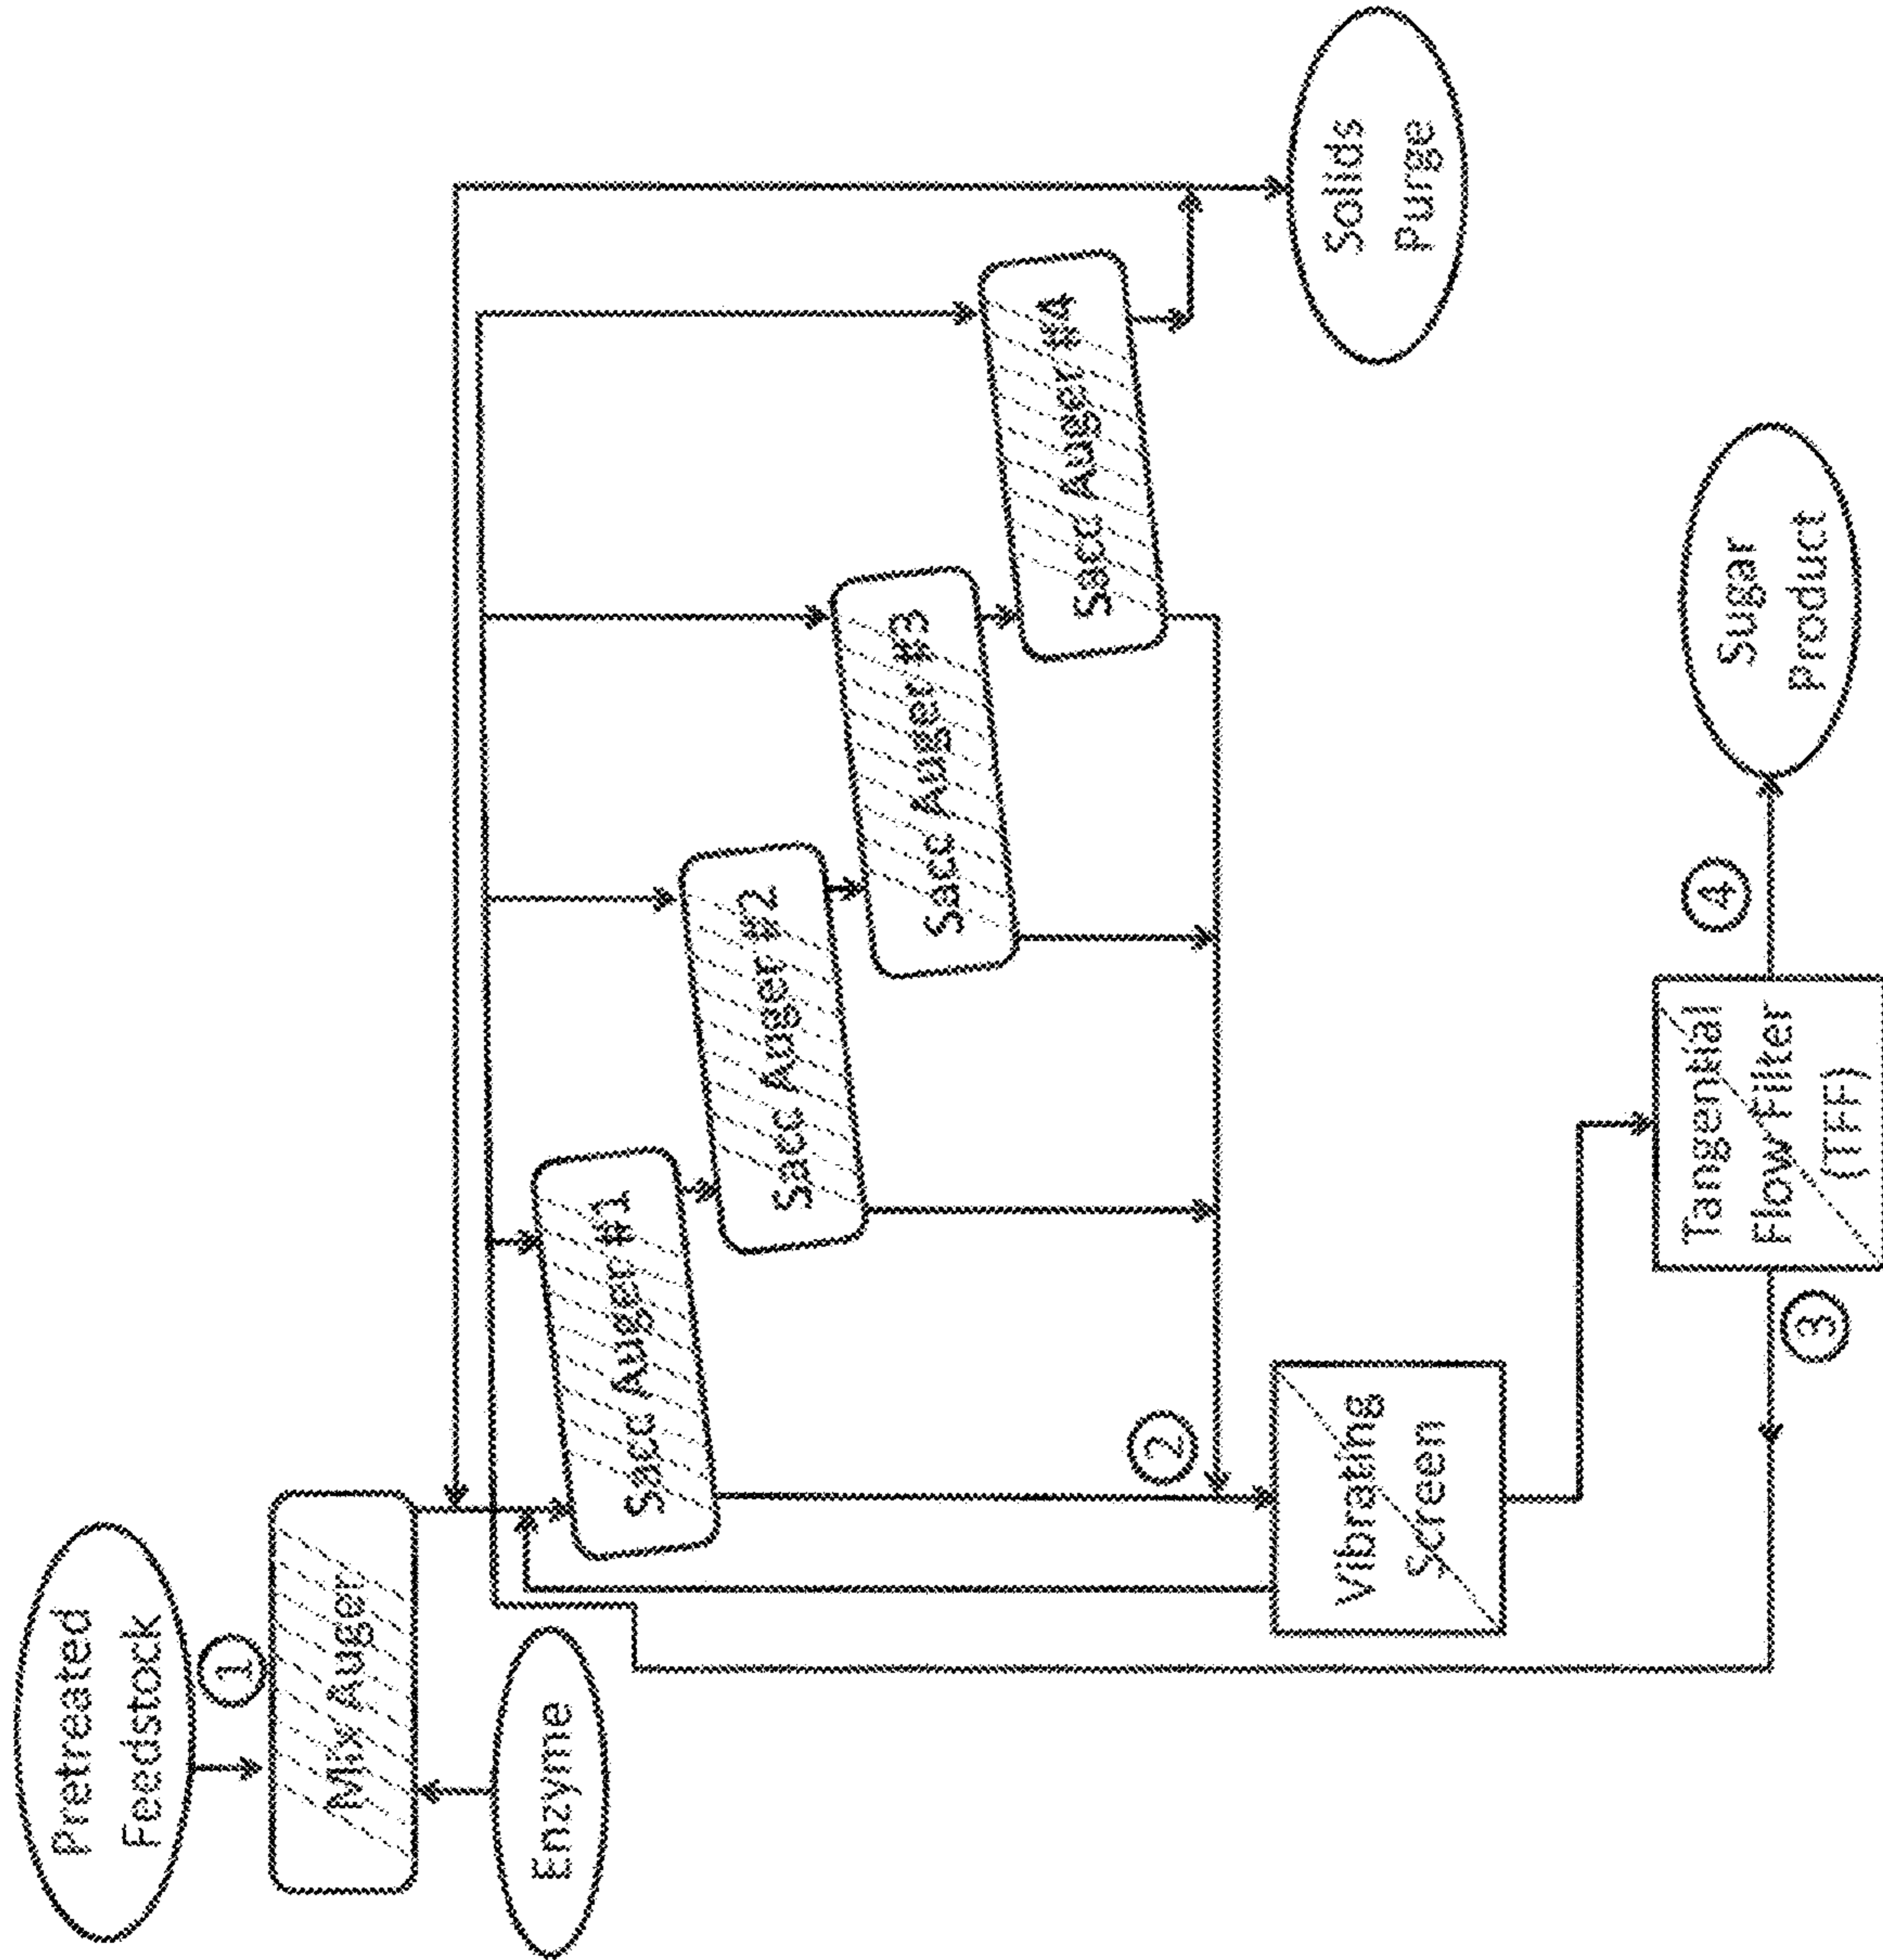 Pretreated
Feedstock
1
Mix Auger
Enzyme
Sacc Auger #1
Sacc Auger #2
Sacc Auger #3
Sacc Auger #4
2
Vibrating
Screen
Solids
Purge
3
Tangential
Flow Filter
(TFF)
4
Sugar
Product